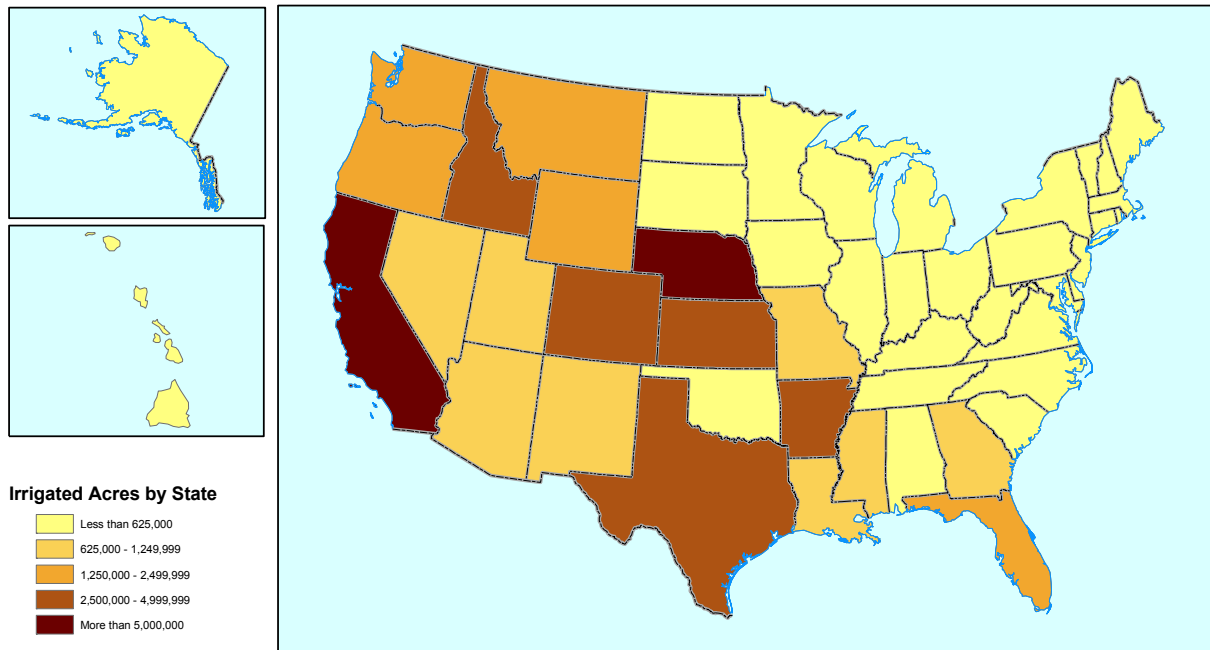 Irrigated Acres by State
Less than 625,000
625,000 - 1,249,999
1,250,000 - 2,499,999
2,500,000 - 4,999,999
More than 5,000,000